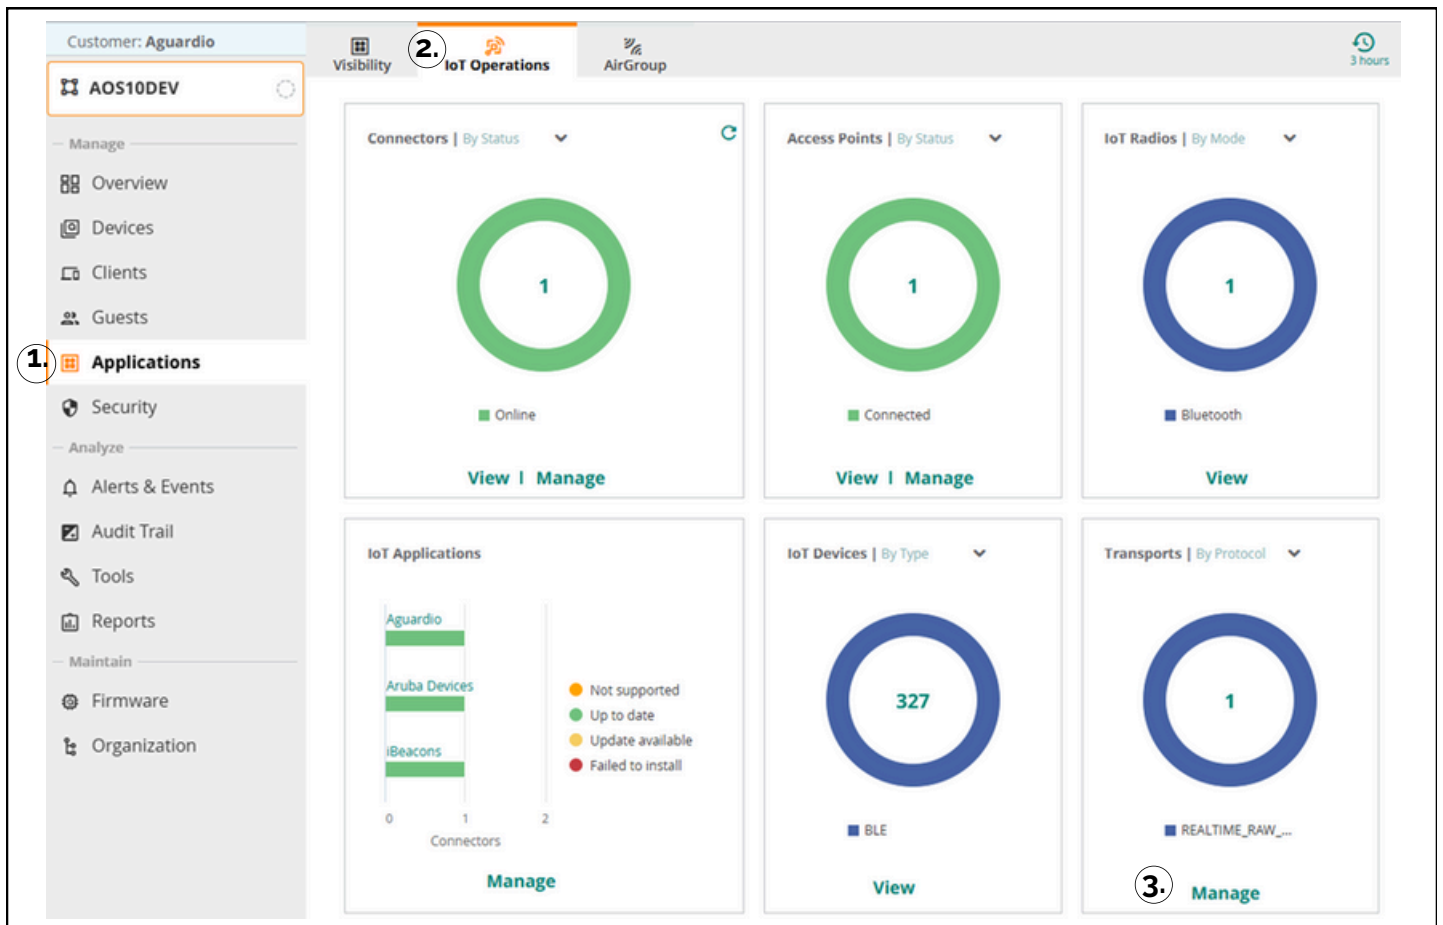 Customer: Aguardio
AOS10DEV
Manage
Overview
Devices
Clients
Guests
1.
Applications
Security
Analyze
Alerts & Events
Audit Trail
Tools
Reports
Maintain
Firmware
Organization
Visibility
2.
IoT Operations
AirGroup
3 hours
Connectors | By Status
1
Online
View | Manage
Access Points | By Status
1
Connected
View | Manage
IoT Radios | By Mode
1
Bluetooth
View
IoT Applications
Aguardio
Aruba Devices
iBeacons
0 1 2
Connectors
Not supported
Up to date
Update available
Failed to install
Manage
IoT Devices | By Type
327
BLE
View
Transports | By Protocol
1
REALTIME_RAW_...
3.
Manage